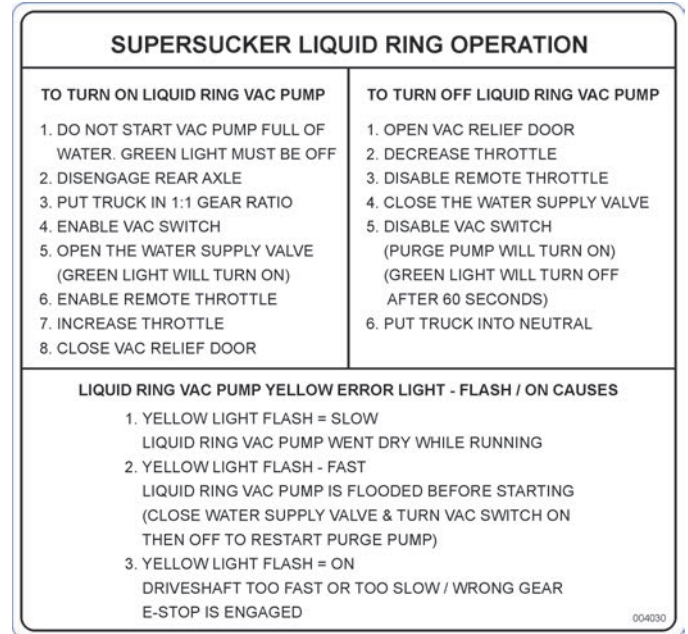 SUPERSUCKER LIQUID RING OPERATION
TO TURN ON LIQUID RING VAC PUMP
1. DO NOT START VAC PUMP FULL OF
WATER. GREEN LIGHT MUST BE OFF
2. DISENGAGE REAR AXLE
3. PUT TRUCK IN 1:1 GEAR RATIO
4. ENABLE VAC SWITCH
5. OPEN THE WATER SUPPLY VALVE
(GREEN LIGHT WILL TURN ON)
6. ENABLE REMOTE THROTTLE
7. INCREASE THROTTLE
8. CLOSE VAC RELIEF DOOR
TO TURN OFF LIQUID RING VAC PUMP
1. OPEN VAC RELIEF DOOR
2. DECREASE THROTTLE
3. DISABLE REMOTE THROTTLE
4. CLOSE THE WATER SUPPLY VALVE
5. DISABLE VAC SWITCH
(PURGE PUMP WILL TURN ON)
(GREEN LIGHT WILL TURN OFF
AFTER 60 SECONDS)
6. PUT TRUCK INTO NEUTRAL
LIQUID RING VAC PUMP YELLOW ERROR LIGHT - FLASH / ON CAUSES
1. YELLOW LIGHT FLASH = SLOW
LIQUID RING VAC PUMP WENT DRY WHILE RUNNING
2. YELLOW LIGHT FLASH - FAST
LIQUID RING VAC PUMP IS FLOODED BEFORE STARTING
(CLOSE WATER SUPPLY VALVE & TURN VAC SWITCH ON
THEN OFF TO RESTART PURGE PUMP)
3. YELLOW LIGHT FLASH = ON
DRIVESHAFT TOO FAST OR TOO SLOW / WRONG GEAR
E-STOP IS ENGAGED
004030